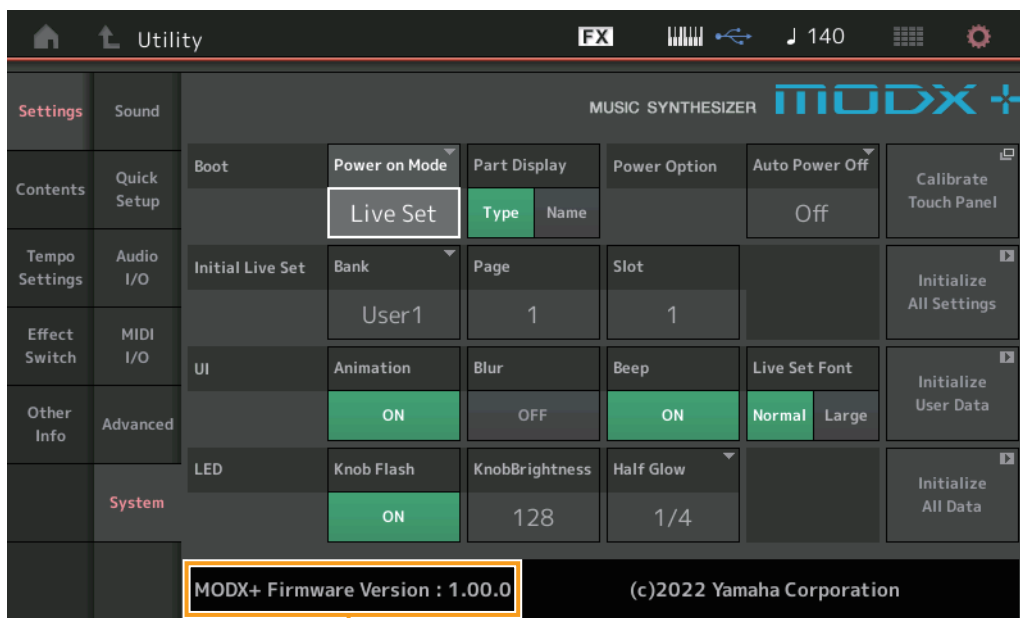 Utility
FX
140
Settings
Sound
MUSIC SYNTHESIZER MODX+
Contents
Quick
Setup
Boot
Power on Mode
Live Set
Part Display
Type
Name
Power Option
Auto Power Off
Off
Calibrate
Touch Panel
Tempo
Settings
Audio
I/O
Initial Live Set
Bank
User1
Page
1
Slot
1
Initialize
All Settings
Effect
Switch
MIDI
I/O
UI
Animation
ON
Blur
OFF
Beep
ON
Live Set Font
Normal
Large
Initialize
User Data
Other
Info
Advanced
LED
Knob Flash
ON
KnobBrightness
128
Half Glow
1/4
Initialize
All Data
System
MODX+ Firmware Version : 1.00.0
(c)2022 Yamaha Corporation